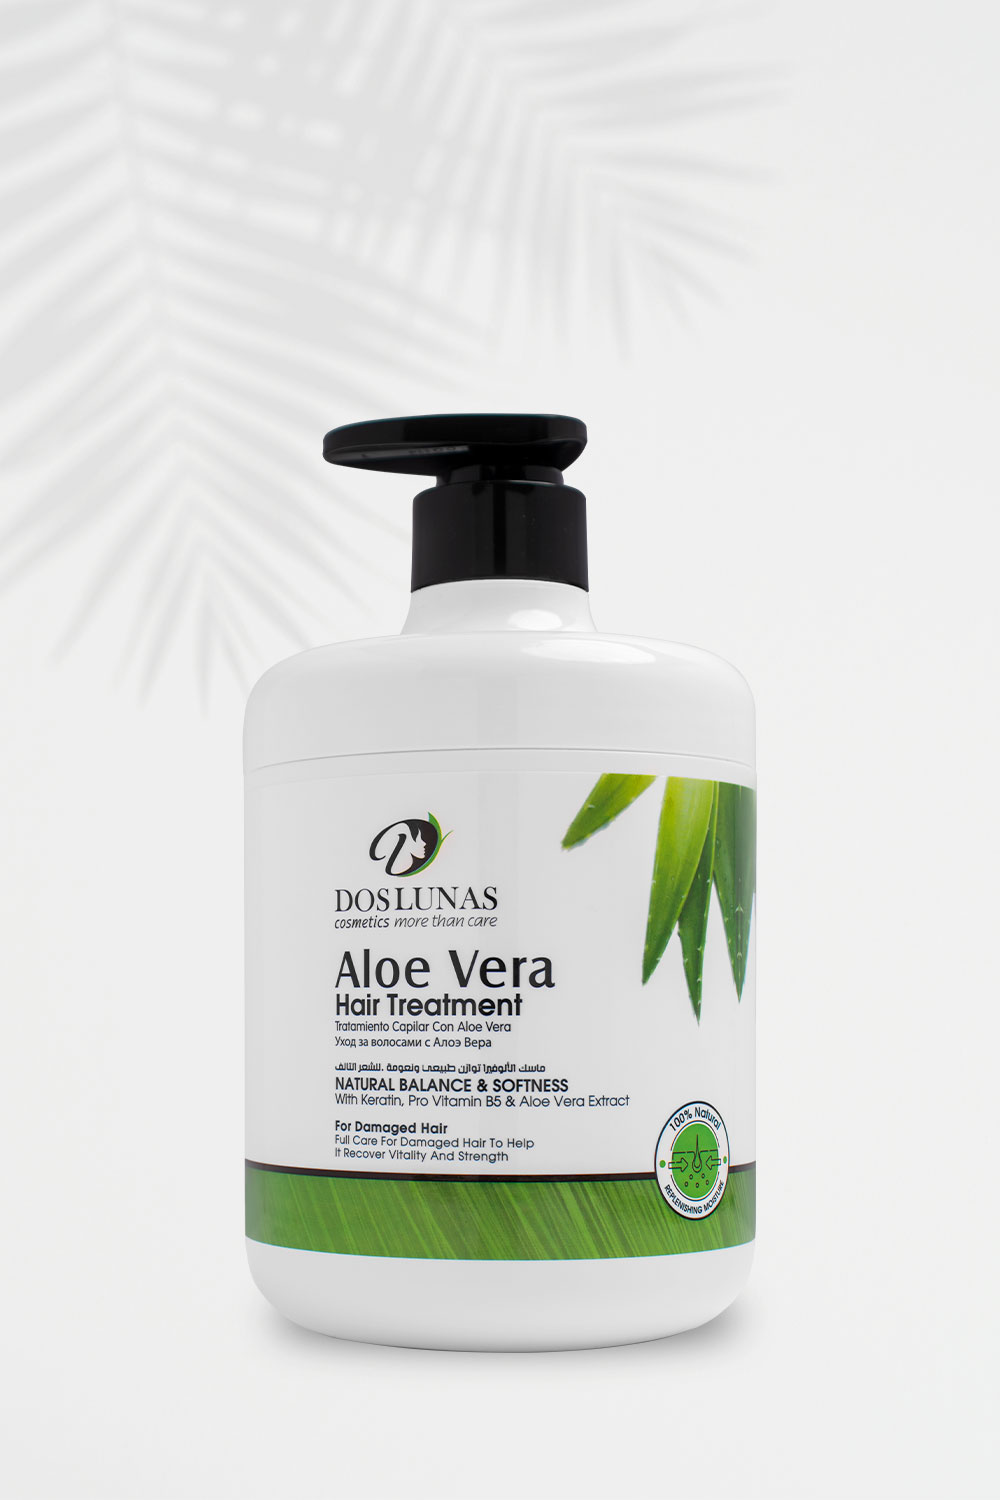 DOS LUNAS
cosmetics more than care
Aloe Vera
Hair Treatment
Tratamiento Capilar Con Aloe Vera
Уход за волосами с Алоэ Вера
ماسك الألوفيرا توازن طبيعى ونعومة .للشعر التالف
NATURAL BALANCE & SOFTNESS
With Keratin, Pro Vitamin B5 & Aloe Vera Extract
For Damaged Hair
Full Care For Damaged Hair To Help
It Recover Vitality And Strength
100% Natural
REPLENISHING MOISTURE